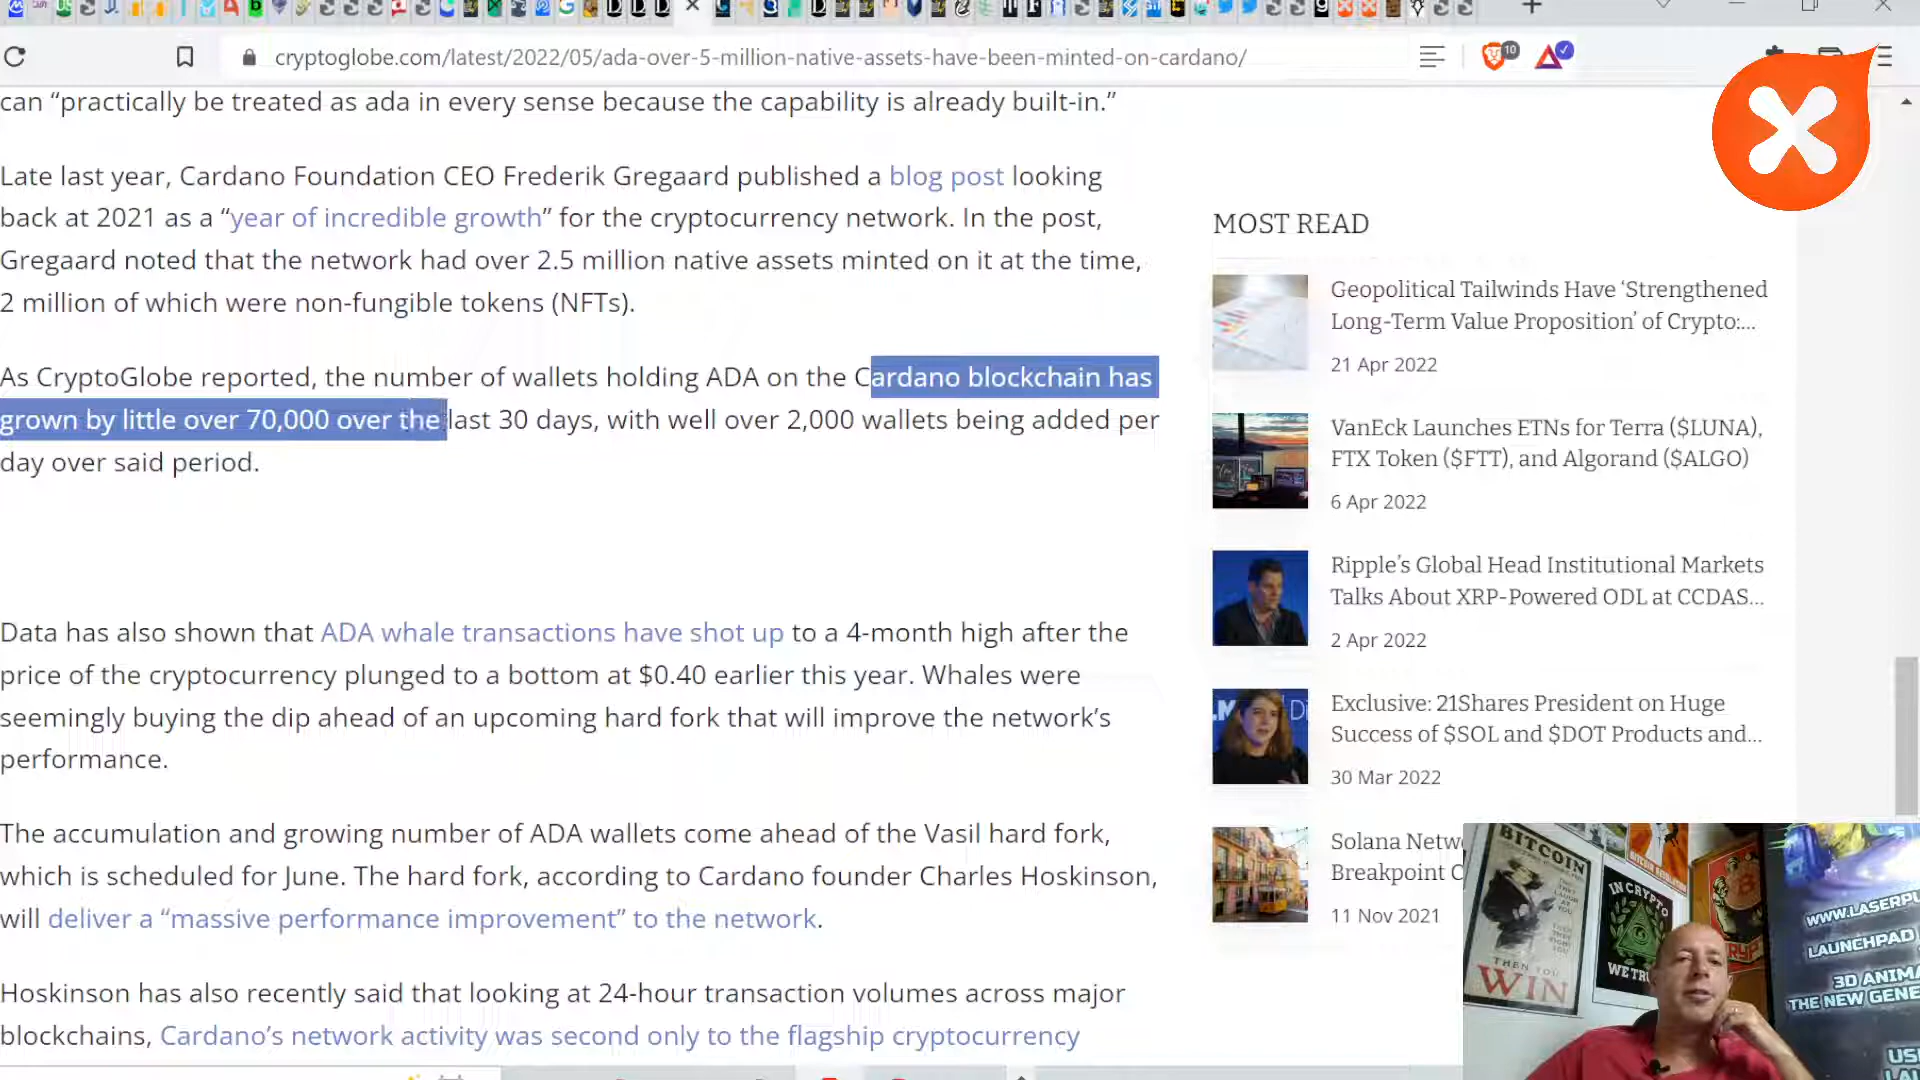 cryptoglobe.com/latest/2022/05/ada-over-5-million-native-assets-have-been-minted-on-cardano/
10
can “practically be treated as ada in every sense because the capability is already built-in.”
Late last year, Cardano Foundation CEO Frederik Gregaard published a blog post looking
back at 2021 as a “year of incredible growth” for the cryptocurrency network. In the post,
Gregaard noted that the network had over 2.5 million native assets minted on it at the time,
2 million of which were non-fungible tokens (NFTs).
As CryptoGlobe reported, the number of wallets holding ADA on the Cardano blockchain has
grown by little over 70,000 over the last 30 days, with well over 2,000 wallets being added per
day over said period.
Data has also shown that ADA whale transactions have shot up to a 4-month high after the
price of the cryptocurrency plunged to a bottom at $0.40 earlier this year. Whales were
seemingly buying the dip ahead of an upcoming hard fork that will improve the network’s
performance.
The accumulation and growing number of ADA wallets come ahead of the Vasil hard fork,
which is scheduled for June. The hard fork, according to Cardano founder Charles Hoskinson,
will deliver a “massive performance improvement” to the network.
Hoskinson has also recently said that looking at 24-hour transaction volumes across major
blockchains, Cardano’s network activity was second only to the flagship cryptocurrency
MOST READ
Geopolitical Tailwinds Have ‘Strengthened
Long-Term Value Proposition’ of Crypto:...
21 Apr 2022
VanEck Launches ETNs for Terra ($LUNA),
FTX Token ($FTT), and Algorand ($ALGO)
6 Apr 2022
Ripple’s Global Head Institutional Markets
Talks About XRP-Powered ODL at CCDAS...
2 Apr 2022
Exclusive: 21Shares President on Huge
Success of $SOL and $DOT Products and...
30 Mar 2022
Solana Netw
Breakpoint C
11 Nov 2021
BITCOIN
THEN YOU
WIN
IN CRYPTO
WE TRU
WWW.LASERPU
LAUNCHPAD
3D ANIMA
THE NEW GENE